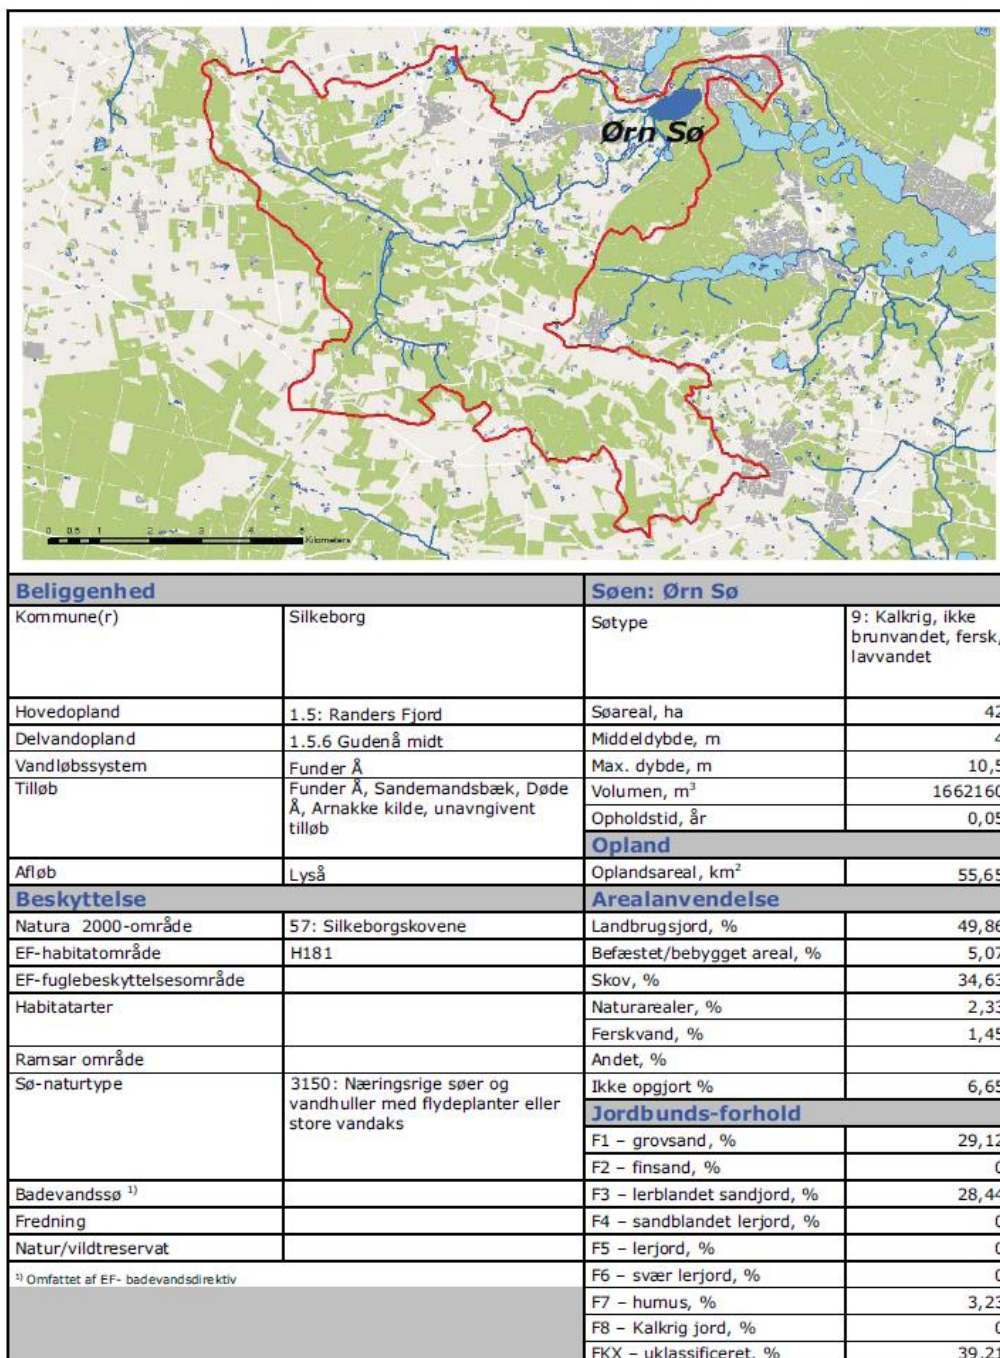 Ørn Sø
0 0.5 1 2 3 4 5
Kilometers
Beliggenhed
Kommune(r) Silkeborg
Hovedopland 1.5: Randers Fjord
Delvandopland 1.5.6 Gudenå midt
Vandløbssystem Funder Å
Tilløb Funder Å, Sandemandsbæk, Døde
Å, Arnakke kilde, unavngivent
tilløb
Afløb Lyså
Beskyttelse
Natura 2000-område 57: Silkeborgskovene
EF-habitatområde H181
EF-fuglebeskyttelsesområde
Habitatarter
Ramsar område
Sø-naturtype 3150: Næringsrige søer og
vandhuller med flydeplanter eller
store vandaks
Badevandssø 1)
Fredning
Natur/vildtreservat
1) Omfattet af EF- badevandsdirektiv
Søen: Ørn Sø
Søtype 9: Kalkrig, ikke
brunvandet, fersk,
lavvandet
Søareal, ha 42
Middeldybde, m 4
Max. dybde, m 10,5
Volumen, m³ 1662160
Opholdstid, år 0,05
Opland
Oplandsareal, km² 55,65
Arealanvendelse
Landbrugsjord, % 49,86
Befæstet/bebygget areal, % 5,07
Skov, % 34,63
Naturarealer, % 2,33
Ferskvand, % 1,45
Andet, %
Ikke opgjort % 6,65
Jordbunds-forhold
F1 – grovsand, % 29,12
F2 – finsand, % 0
F3 – lerblandet sandjord, % 28,44
F4 – sandblandet lerjord, % 0
F5 – lerjord, % 0
F6 – svær lerjord, % 0
F7 – humus, % 3,23
F8 – Kalkrig jord, % 0
FKX – uklassificeret, % 39,21